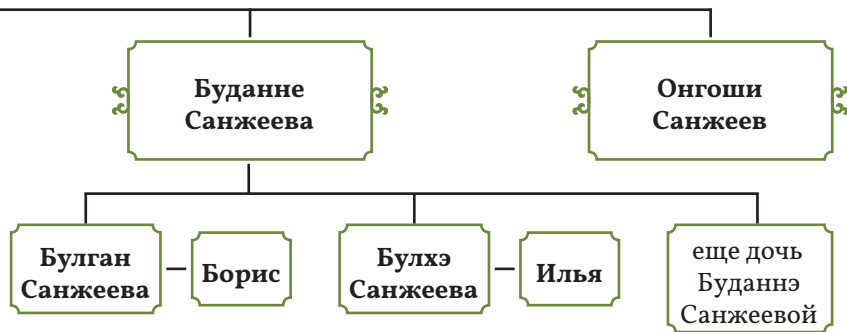 Буданне
Санжеева
Онгоши
Санжеев
Булган
Санжеева
Борис
Булхэ
Санжеева
Илья
еще дочь
Буданнэ
Санжеевой